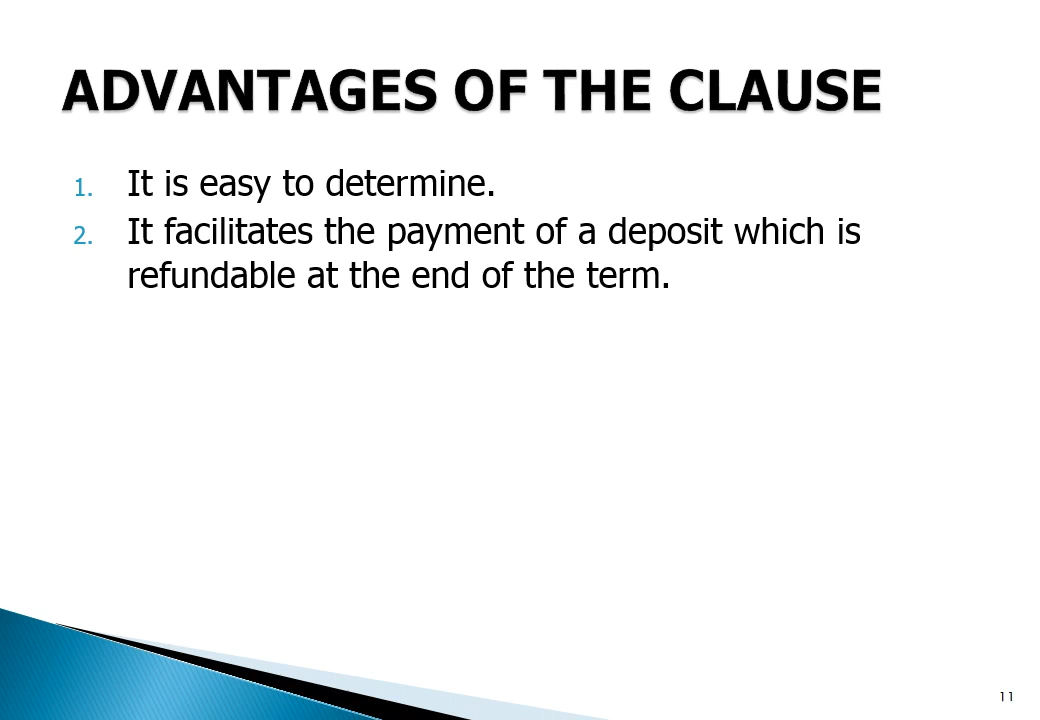 ADVANTAGES OF THE CLAUSE
1. It is easy to determine.
2. It facilitates the payment of a deposit which is
refundable at the end of the term.
11